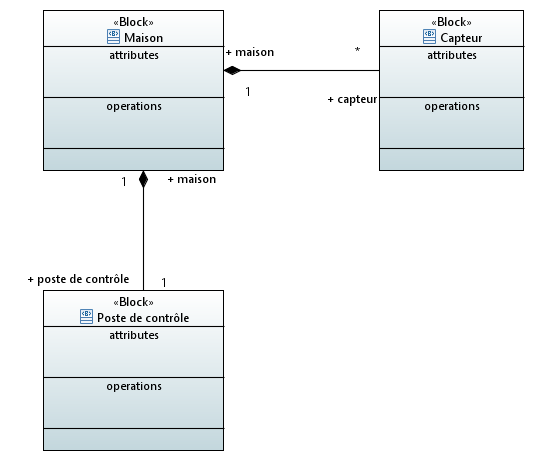 «Block»
Maison
attributes
operations
+ maison
*
1
+ capteur
«Block»
Capteur
attributes
operations
1
+ maison
+ poste de contrôle
1
«Block»
Poste de contrôle
attributes
operations